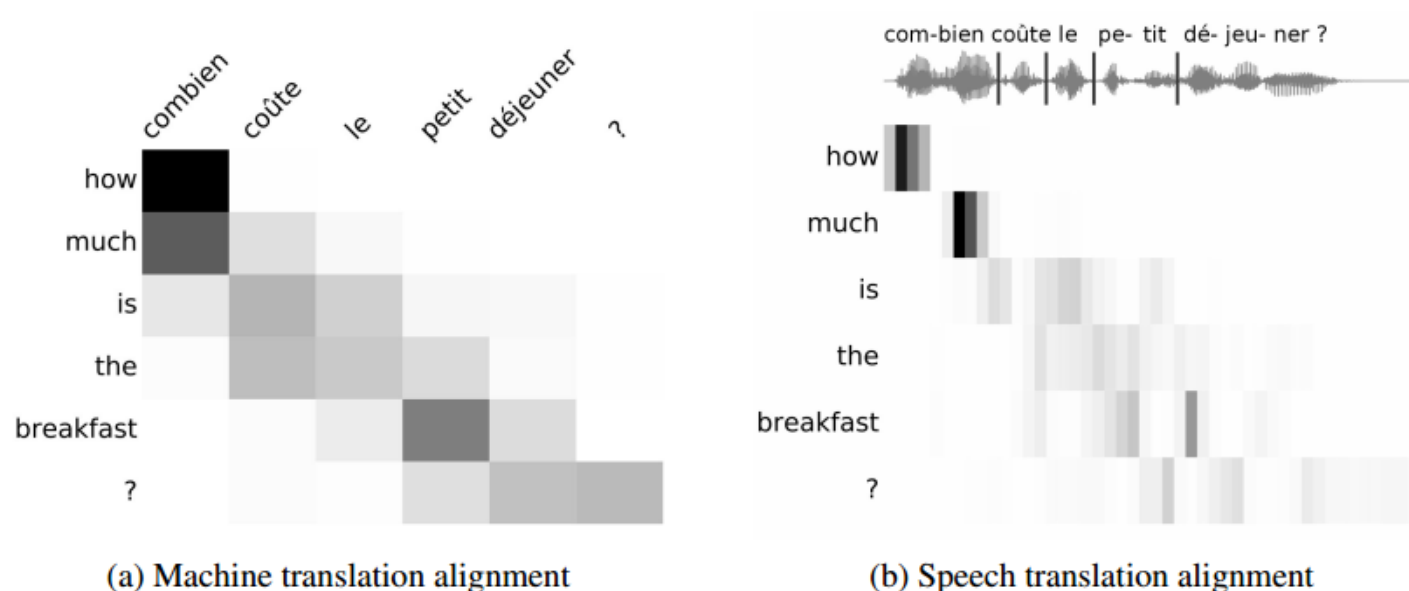 combien
coûte
le
petit
déjeuner
?
how
much
is
the
breakfast
?
(a) Machine translation alignment
com-bien coûte le pe- tit dé- jeu- ner ?
how
much
is
the
breakfast
?
(b) Speech translation alignment